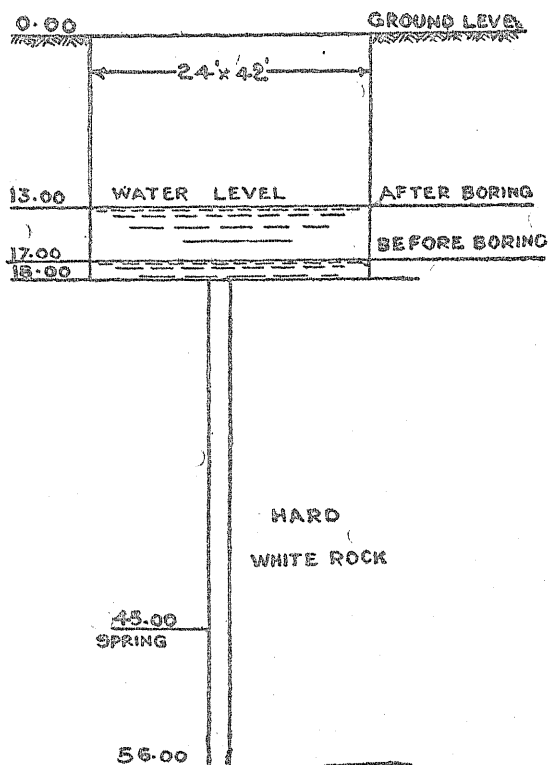 0.00 GROUND LEVEL
24'x 42'
13.00 WATER LEVEL AFTER BORING
17.00 BEFORE BORING
18.00
HARD
WHITE ROCK
45.00
SPRING
56.00